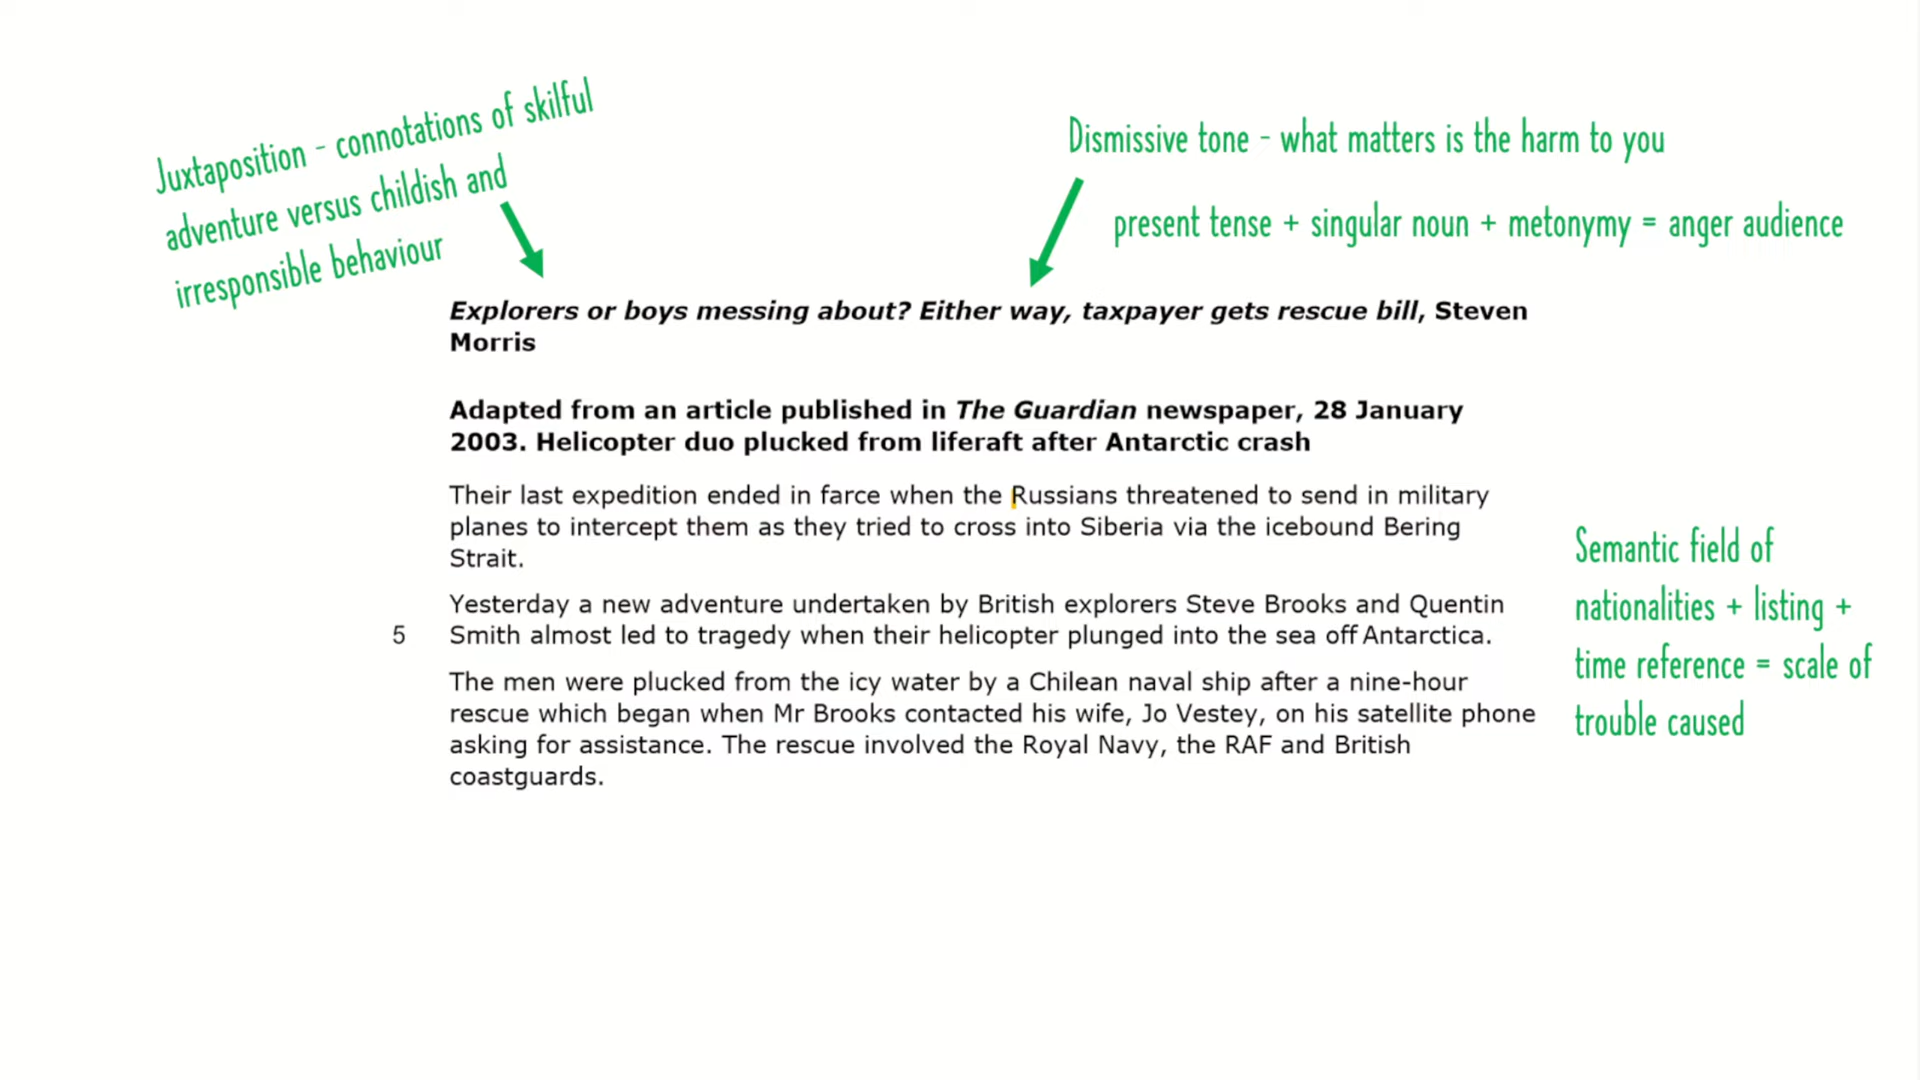 Juxtaposition - connotations of skilful
adventure versus childish and
irresponsible behaviour
Dismissive tone - what matters is the harm to you
present tense + singular noun + metonymy = anger audience
Explorers or boys messing about? Either way, taxpayer gets rescue bill, Steven
Morris
Adapted from an article published in The Guardian newspaper, 28 January
2003. Helicopter duo plucked from liferaft after Antarctic crash
Their last expedition ended in farce when the Russians threatened to send in military
planes to intercept them as they tried to cross into Siberia via the icebound Bering
Strait.
Yesterday a new adventure undertaken by British explorers Steve Brooks and Quentin
5 Smith almost led to tragedy when their helicopter plunged into the sea off Antarctica.
The men were plucked from the icy water by a Chilean naval ship after a nine-hour
rescue which began when Mr Brooks contacted his wife, Jo Vestey, on his satellite phone
asking for assistance. The rescue involved the Royal Navy, the RAF and British
coastguards.
Semantic field of
nationalities + listing +
time reference = scale of
trouble caused